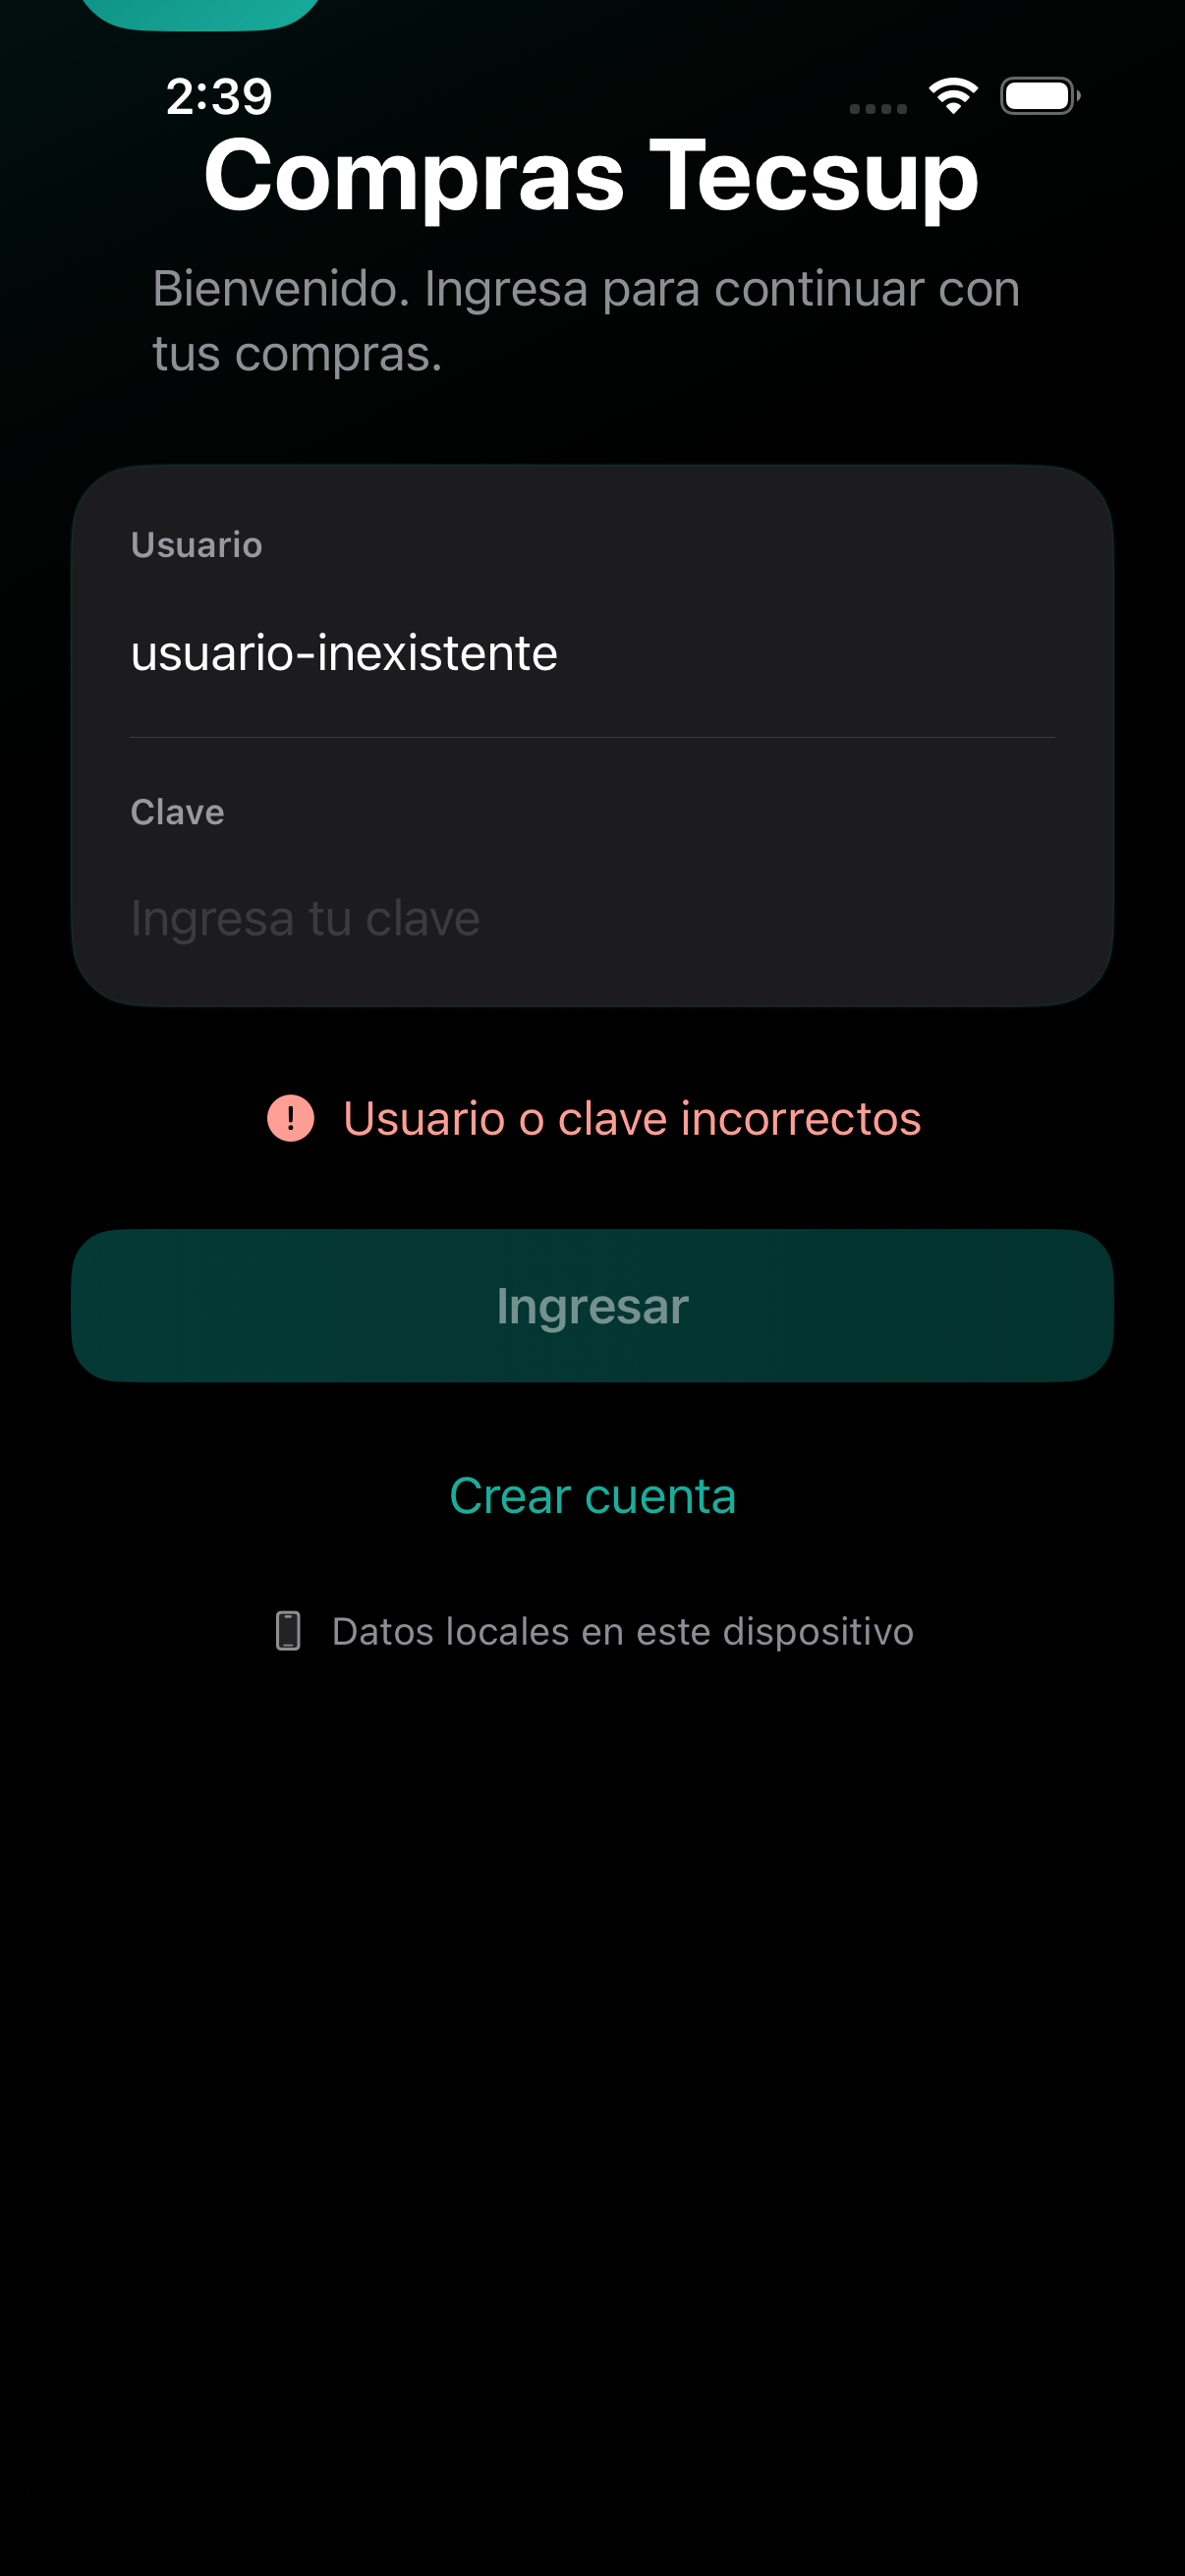 2:39
Compras Tecsup
Bienvenido. Ingresa para continuar con
tus compras.
Usuario
usuario-inexistente
Clave
Ingresa tu clave
Usuario o clave incorrectos
Ingresar
Crear cuenta
Datos locales en este dispositivo